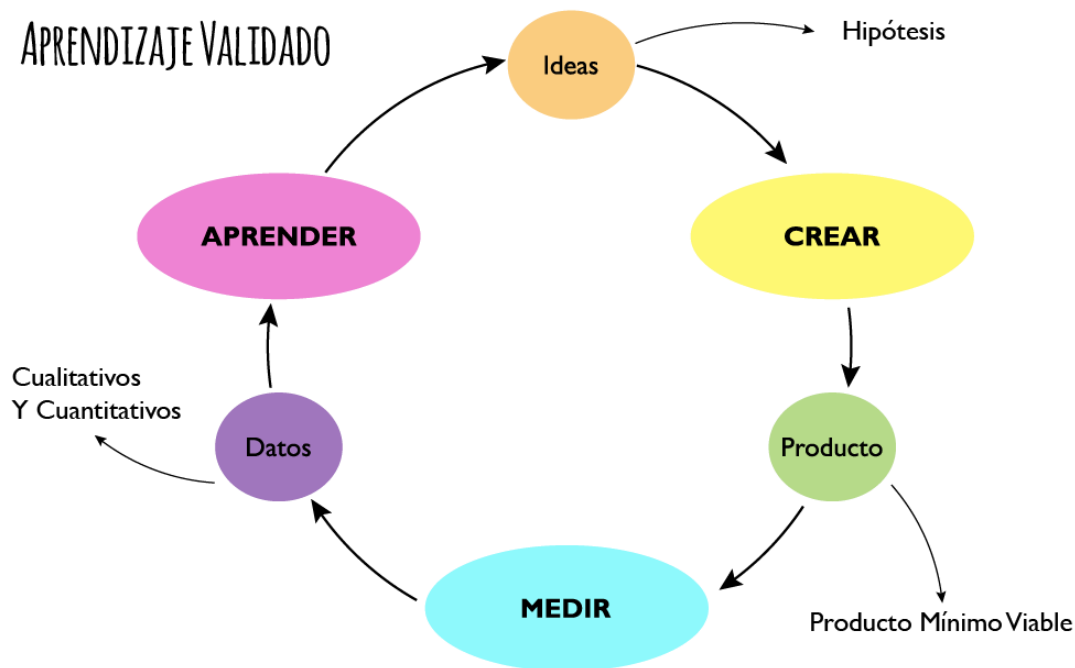 APRENDIZAJE VALIDADO
Ideas
Hipótesis
APRENDER
CREAR
Cualitativos
Y Cuantitativos
Datos
Producto
MEDIR
Producto Mínimo Viable